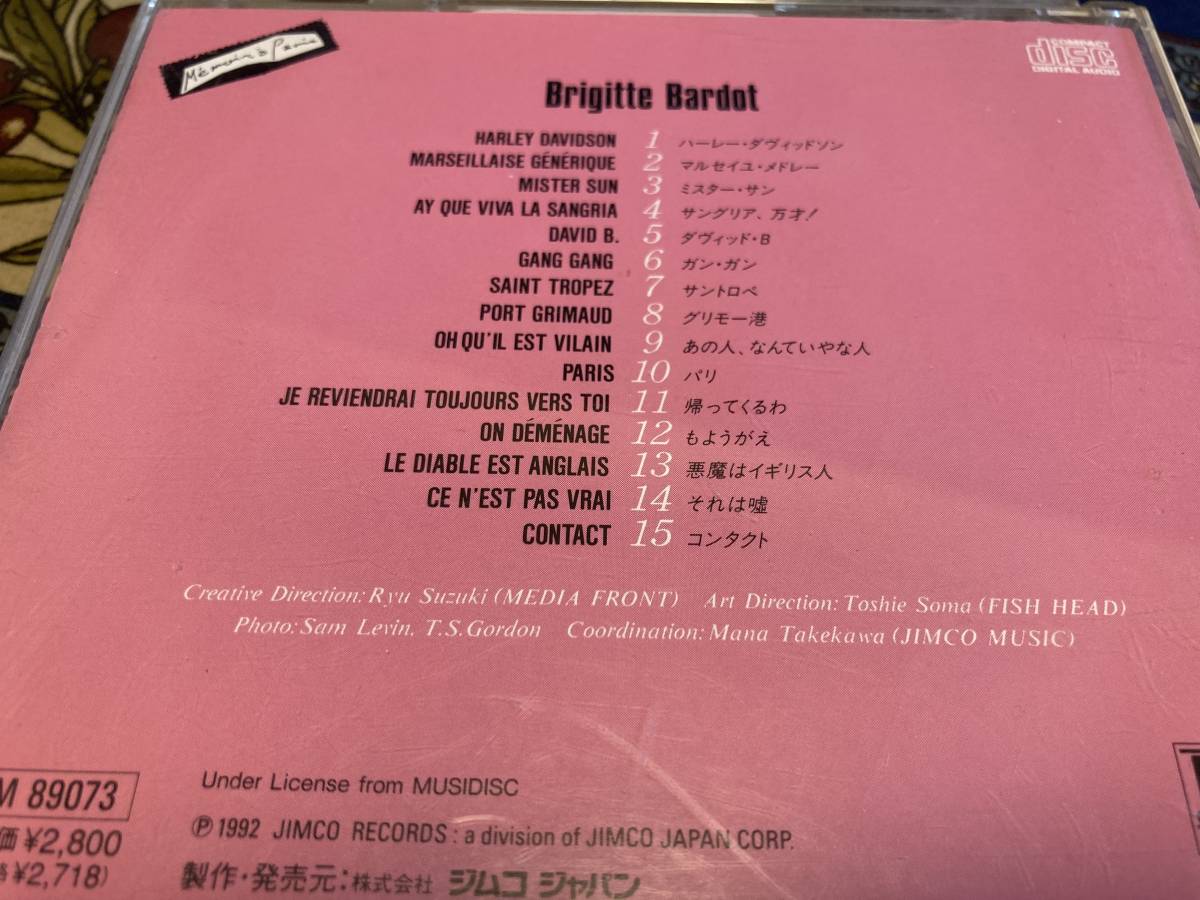 Mémoire à Paris
COMPACT
disc
DIGITAL AUDIO
Brigitte Bardot
HARLEY DAVIDSON 1 ハーレー・ダヴィッドソン
MARSEILLAISE GÉNÉRIQUE 2 マルセイユ・メドレー
MISTER SUN 3 ミスター・サン
AY QUE VIVA LA SANGRIA 4 サングリア、万才!
DAVID B. 5 ダヴィッド・B
GANG GANG 6 ガン・ガン
SAINT TROPEZ 7 サントロペ
PORT GRIMAUD 8 グリモー港
OH QU'IL EST VILAIN 9 あの人、なんていやな人
PARIS 10 パリ
JE REVIENDRAI TOUJOURS VERS TOI 11 帰ってくるわ
ON DÉMÉNAGE 12 もようがえ
LE DIABLE EST ANGLAIS 13 悪魔はイギリス人
CE N'EST PAS VRAI 14 それは嘘
CONTACT 15 コンタクト
Creative Direction: Ryu Suzuki (MEDIA FRONT) Art Direction: Toshie Soma (FISH HEAD)
Photo: Sam Levin. T.S.Gordon Coordination: Mana Takekawa (JIMCO MUSIC)
M 89073
Under License from MUSIDISC
価¥2,800
℗ 1992 JIMCO RECORDS : a division of JIMCO JAPAN CORP.
¥2,718)
製作・発売元:株式会社 ジムコ ジャパン